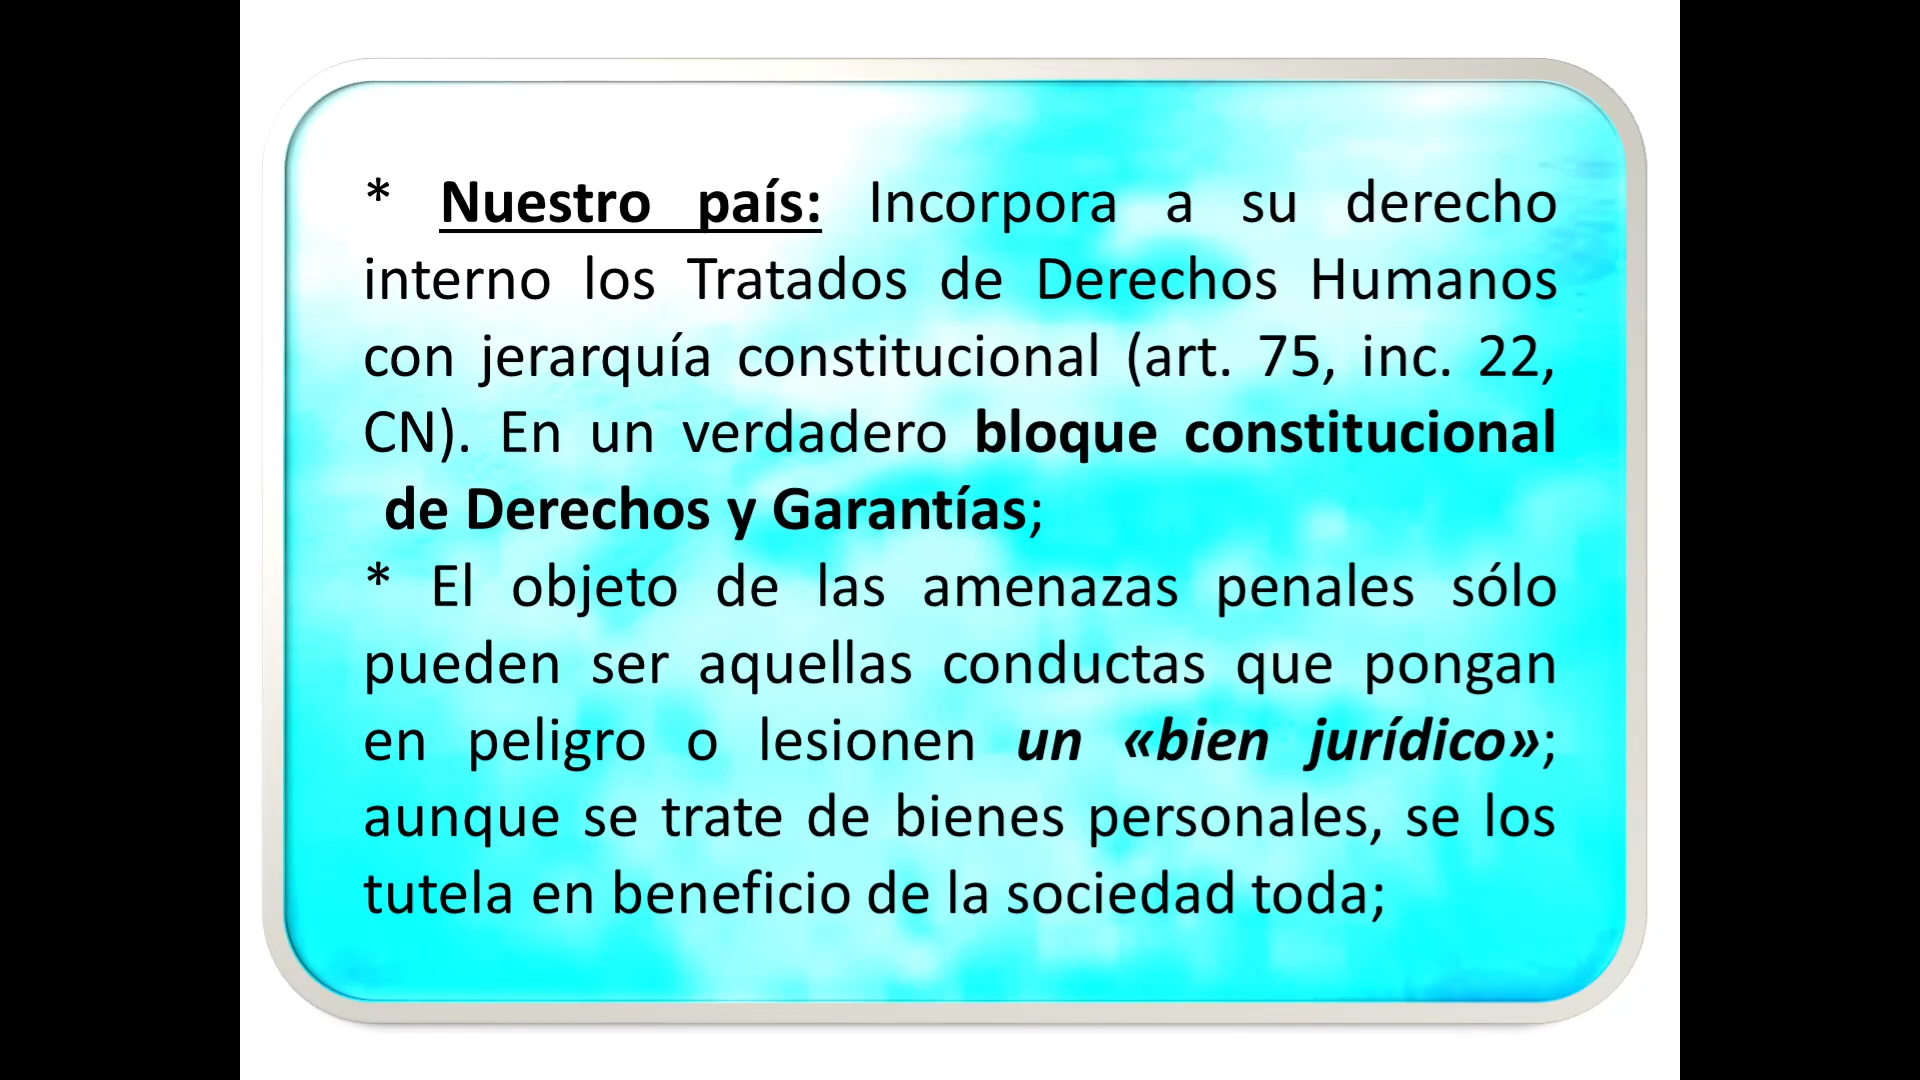 * Nuestro país: Incorpora a su derecho
interno los Tratados de Derechos Humanos
con jerarquía constitucional (art. 75, inc. 22,
CN). En un verdadero bloque constitucional
de Derechos y Garantías;
* El objeto de las amenazas penales sólo
pueden ser aquellas conductas que pongan
en peligro o lesionen un «bien jurídico»;
aunque se trate de bienes personales, se los
tutela en beneficio de la sociedad toda;